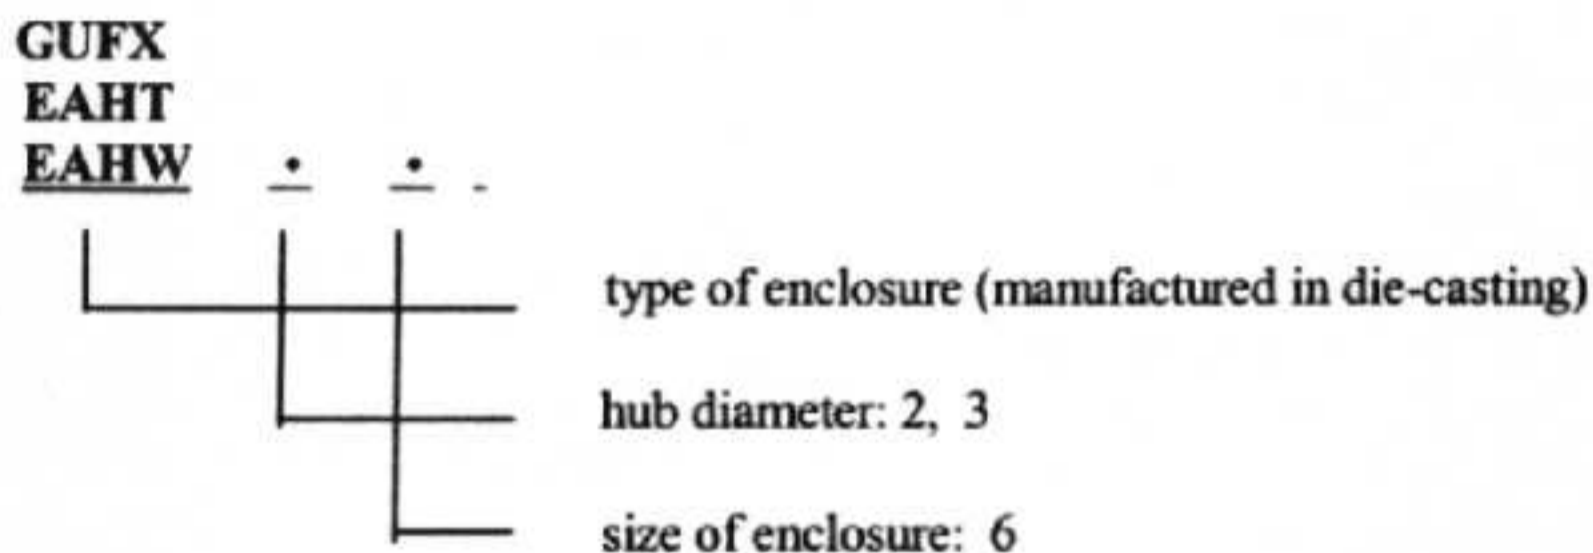 GUFX
EAHT
EAHW . . -
type of enclosure (manufactured in die-casting)
hub diameter: 2, 3
size of enclosure: 6